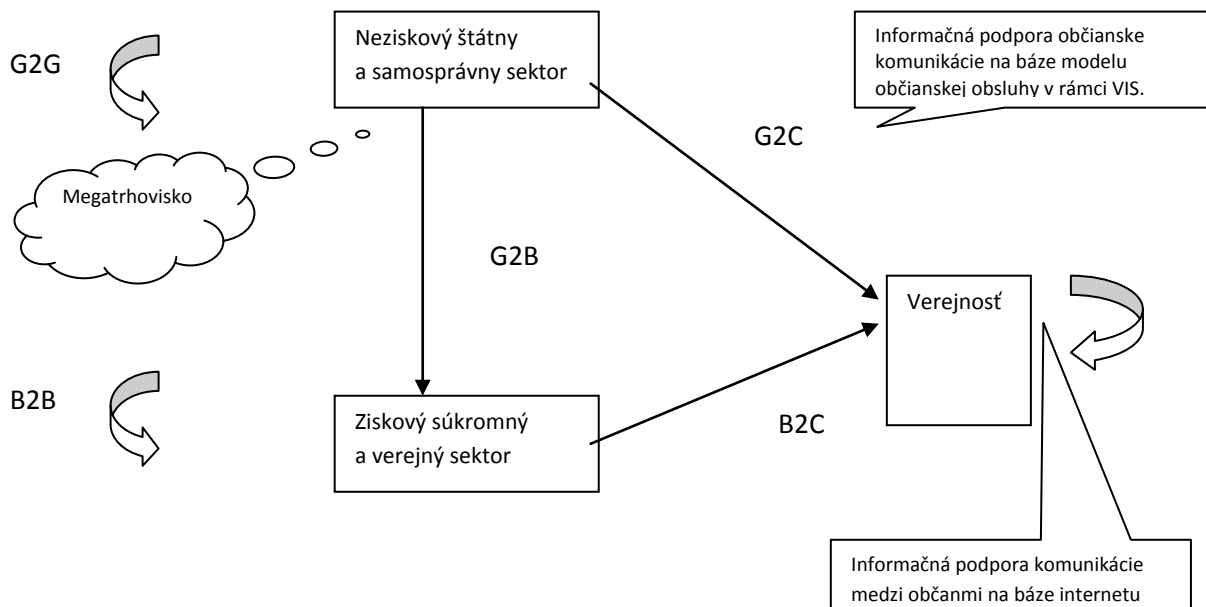 G2G
Neziskový štátny
a samosprávny sektor
Informačná podpora občianske
komunikácie na báze modelu
občianskej obsluhy v rámci VIS.
G2C
Megatrhovisko
G2B
Verejnosť
B2B
Ziskový súkromný
a verejný sektor
B2C
Informačná podpora komunikácie
medzi občanmi na báze internetu